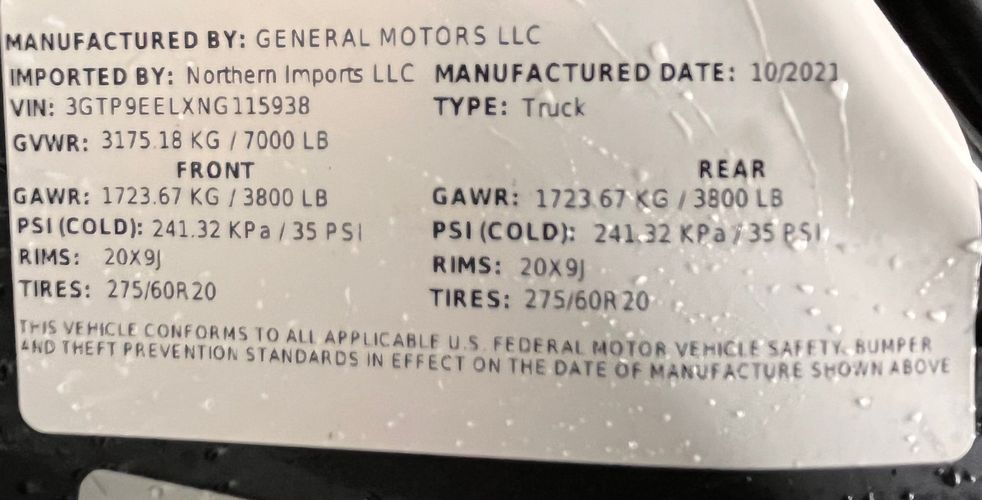 MANUFACTURED BY: GENERAL MOTORS LLC
IMPORTED BY: Northern Imports LLC MANUFACTURED DATE: 10/2021
VIN: 3GTP9EELXNG115938 TYPE: Truck
GVWR: 3175.18 KG / 7000 LB
FRONT REAR
GAWR: 1723.67 KG / 3800 LB GAWR: 1723.67 KG / 3800 LB
PSI (COLD): 241.32 KPa / 35 PSI PSI (COLD): 241.32 KPa / 35 PSI
RIMS: 20X9J RIMS: 20X9J
TIRES: 275/60R20 TIRES: 275/60R20
THIS VEHICLE CONFORMS TO ALL APPLICABLE U.S. FEDERAL MOTOR VEHICLE SAFETY, BUMPER
AND THEFT PREVENTION STANDARDS IN EFFECT ON THE DATE OF MANUFACTURE SHOWN ABOVE